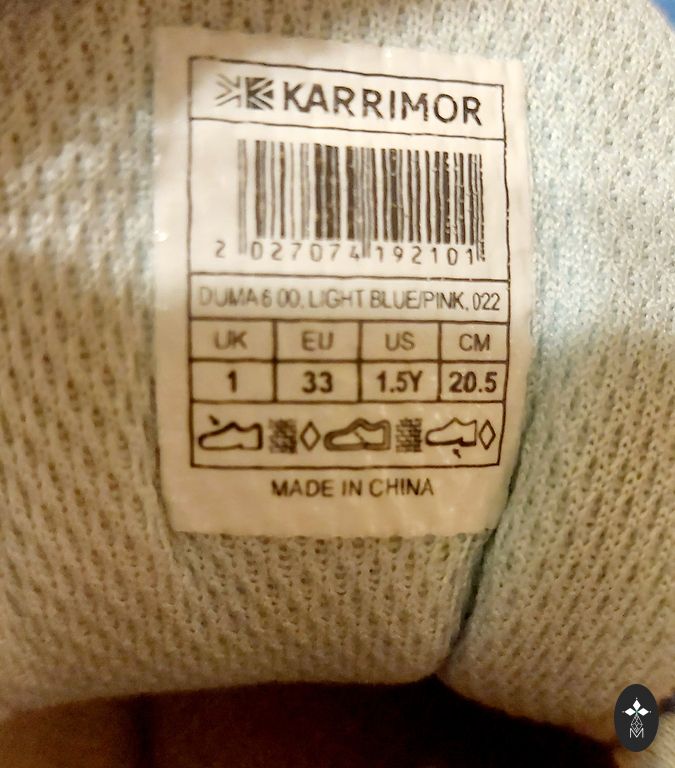 KARRIMOR
2 027074 192101
DUMA 6 00, LIGHT BLUE/PINK, 022
UK EU US CM
1 33 1.5Y 20.5
MADE IN CHINA
M